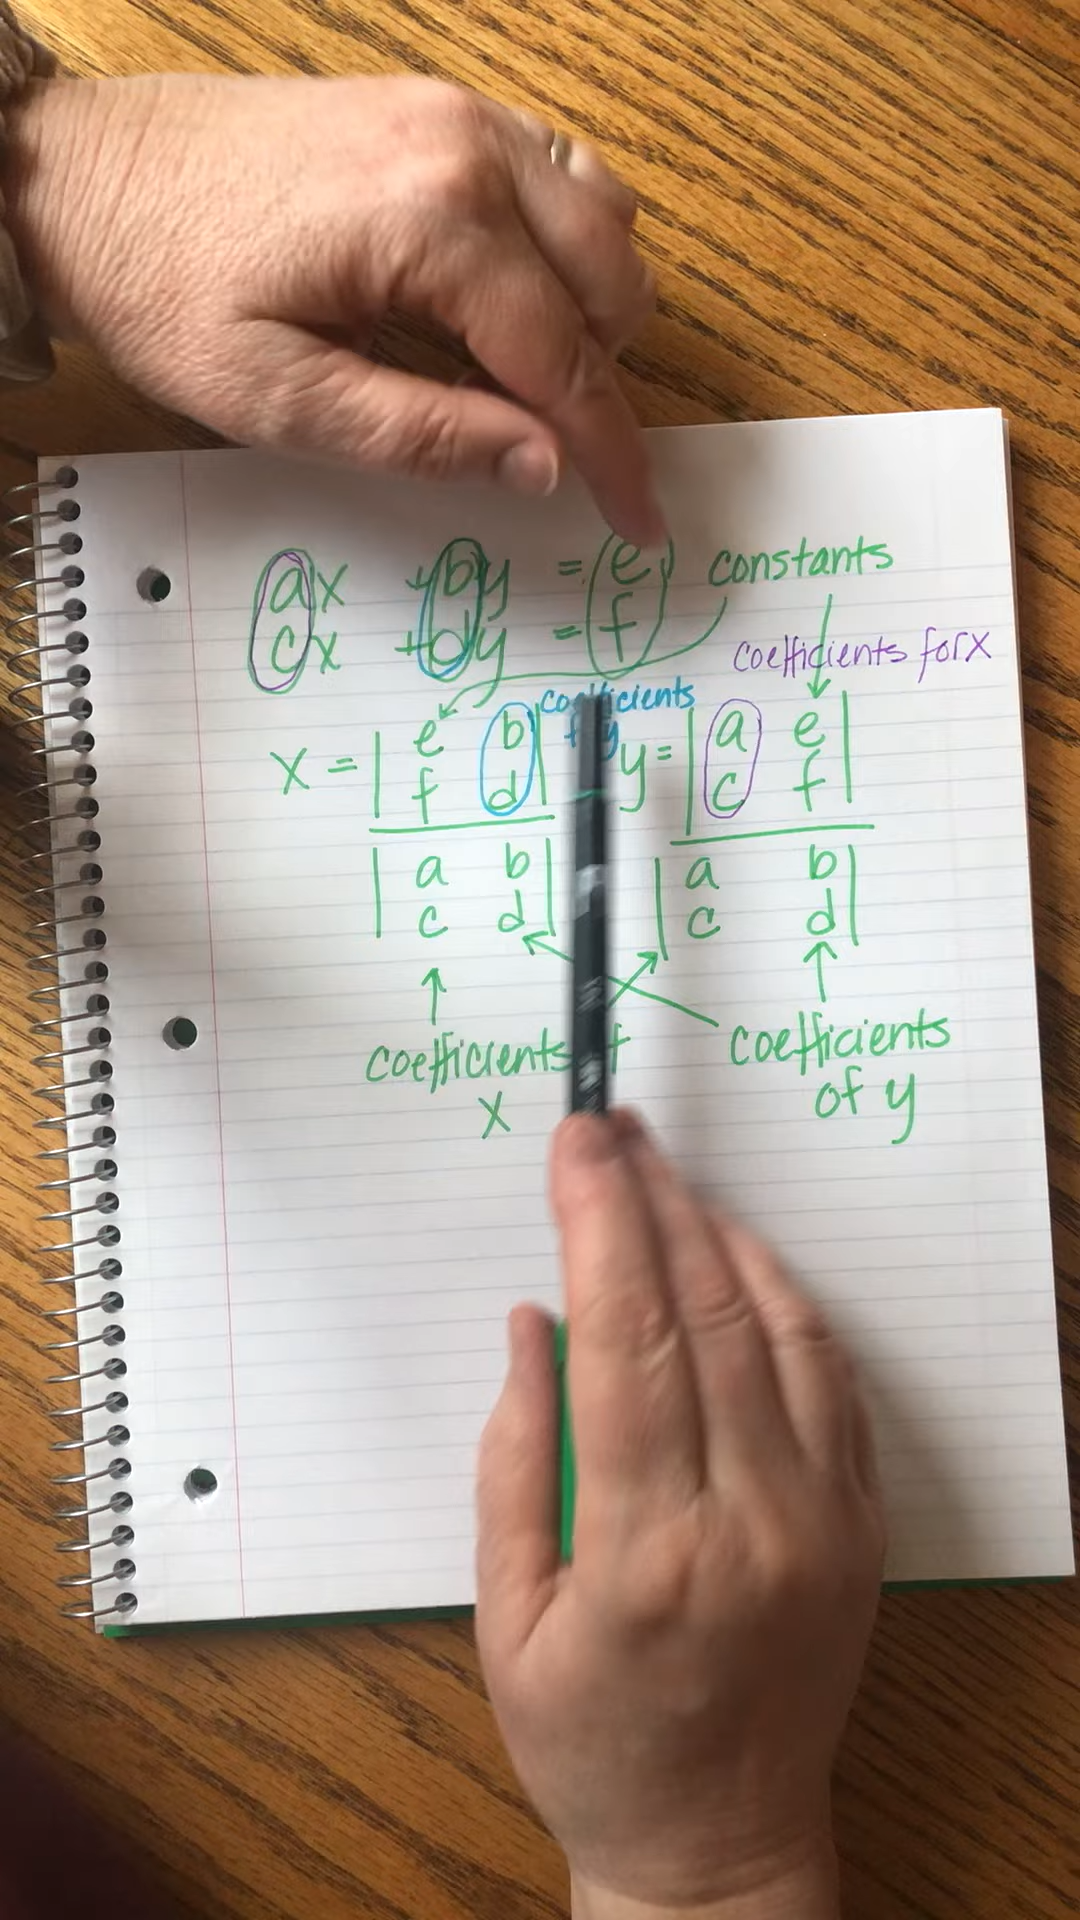 ax + by = e constants
cx + dy = f
coefficients for x
coefficients
y
x = | e b | y = | a e |
| f d | | c f |
| a b | | a b |
| c d | | c d |
coefficients coefficients
x of y